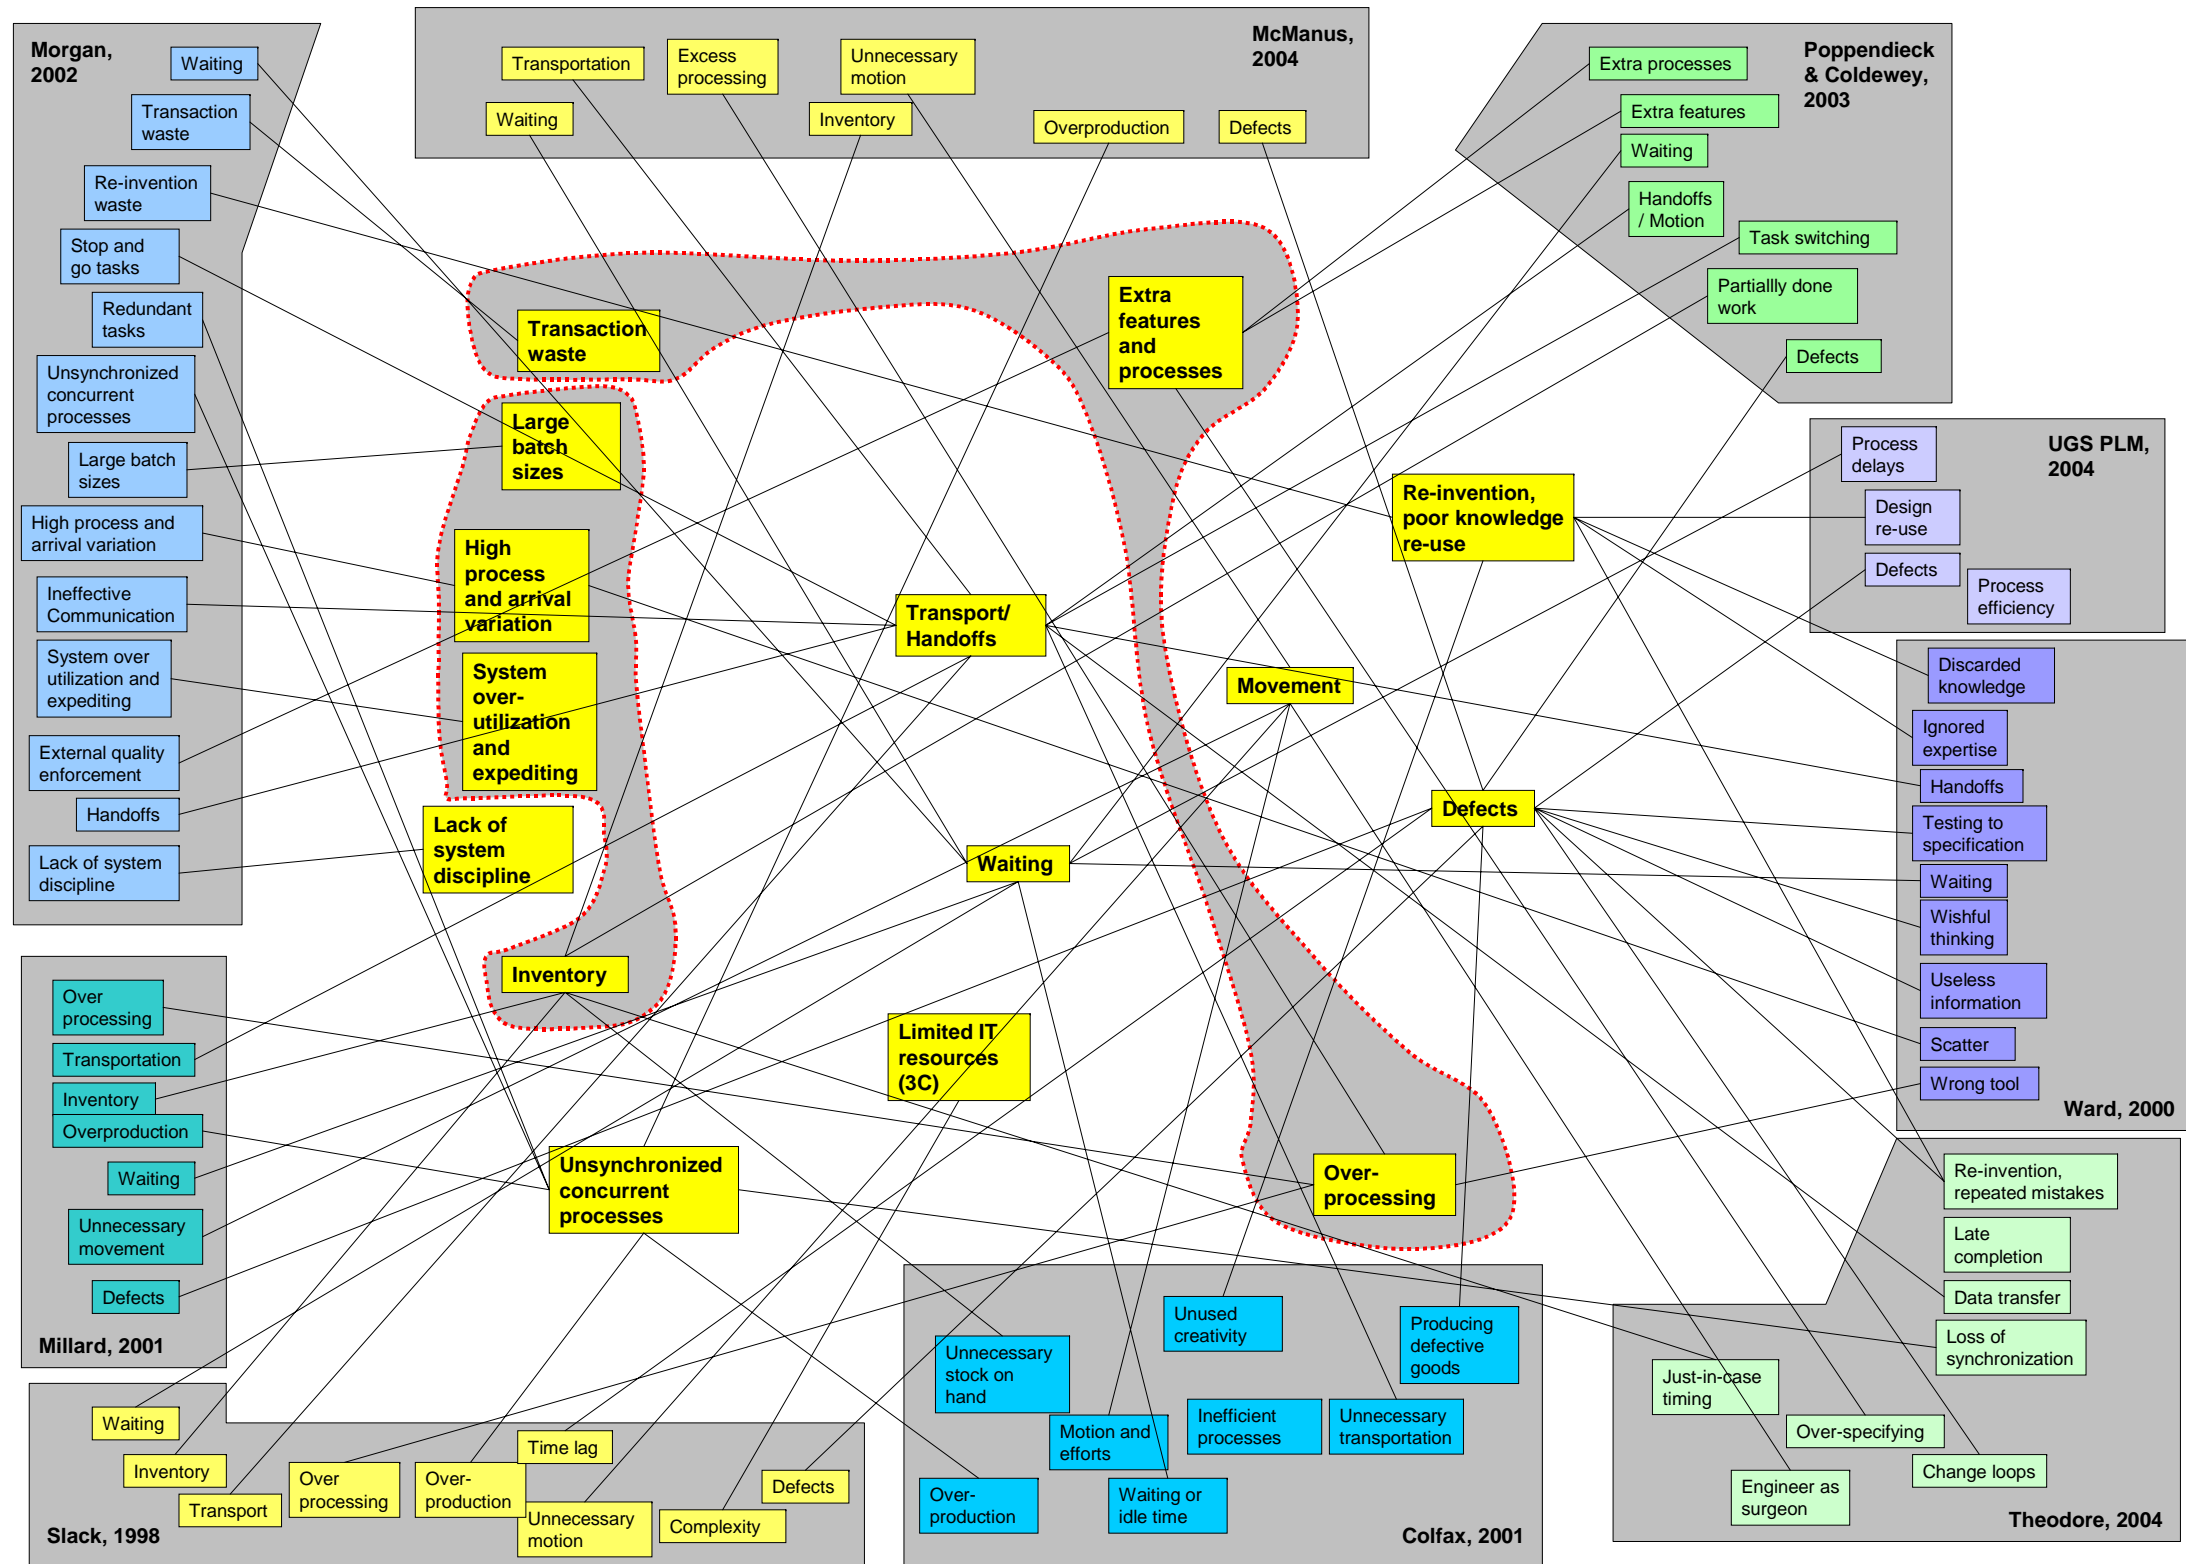 Morgan,
2002
Waiting
Transaction
waste
Re-invention
waste
Stop and
go tasks
Redundant
tasks
Unsynchronized
concurrent
processes
Large batch
sizes
High process and
arrival variation
Ineffective
Communication
System over
utilization and
expediting
External quality
enforcement
Handoffs
Lack of system
discipline
McManus,
2004
Transportation
Excess
processing
Unnecessary
motion
Waiting
Inventory
Overproduction
Defects
Poppendieck
& Coldewey,
2003
Extra processes
Extra features
Waiting
Handoffs
/ Motion
Task switching
Partiallly done
work
Defects
UGS PLM,
2004
Process
delays
Design
re-use
Defects
Process
efficiency
Transaction
waste
Extra
features
and
processes
Large
batch
sizes
Re-invention,
poor knowledge
re-use
High
process
and arrival
variation
Transport/
Handoffs
System
over-
utilization
and
expediting
Movement
Defects
Lack of
system
discipline
Waiting
Inventory
Limited IT
resources
(3C)
Unsynchronized
concurrent
processes
Over-
processing
Discarded
knowledge
Ignored
expertise
Handoffs
Testing to
specification
Waiting
Wishful
thinking
Useless
information
Scatter
Wrong tool
Ward, 2000
Over
processing
Transportation
Inventory
Overproduction
Waiting
Unnecessary
movement
Defects
Millard, 2001
Waiting
Inventory
Transport
Over
processing
Over-
production
Time lag
Unnecessary
motion
Complexity
Defects
Slack, 1998
Unused
creativity
Producing
defective
goods
Unnecessary
stock on
hand
Motion and
efforts
Inefficient
processes
Unnecessary
transportation
Over-
production
Waiting or
idle time
Colfax, 2001
Re-invention,
repeated mistakes
Late
completion
Data transfer
Loss of
synchronization
Just-in-case
timing
Over-specifying
Change loops
Engineer as
surgeon
Theodore, 2004